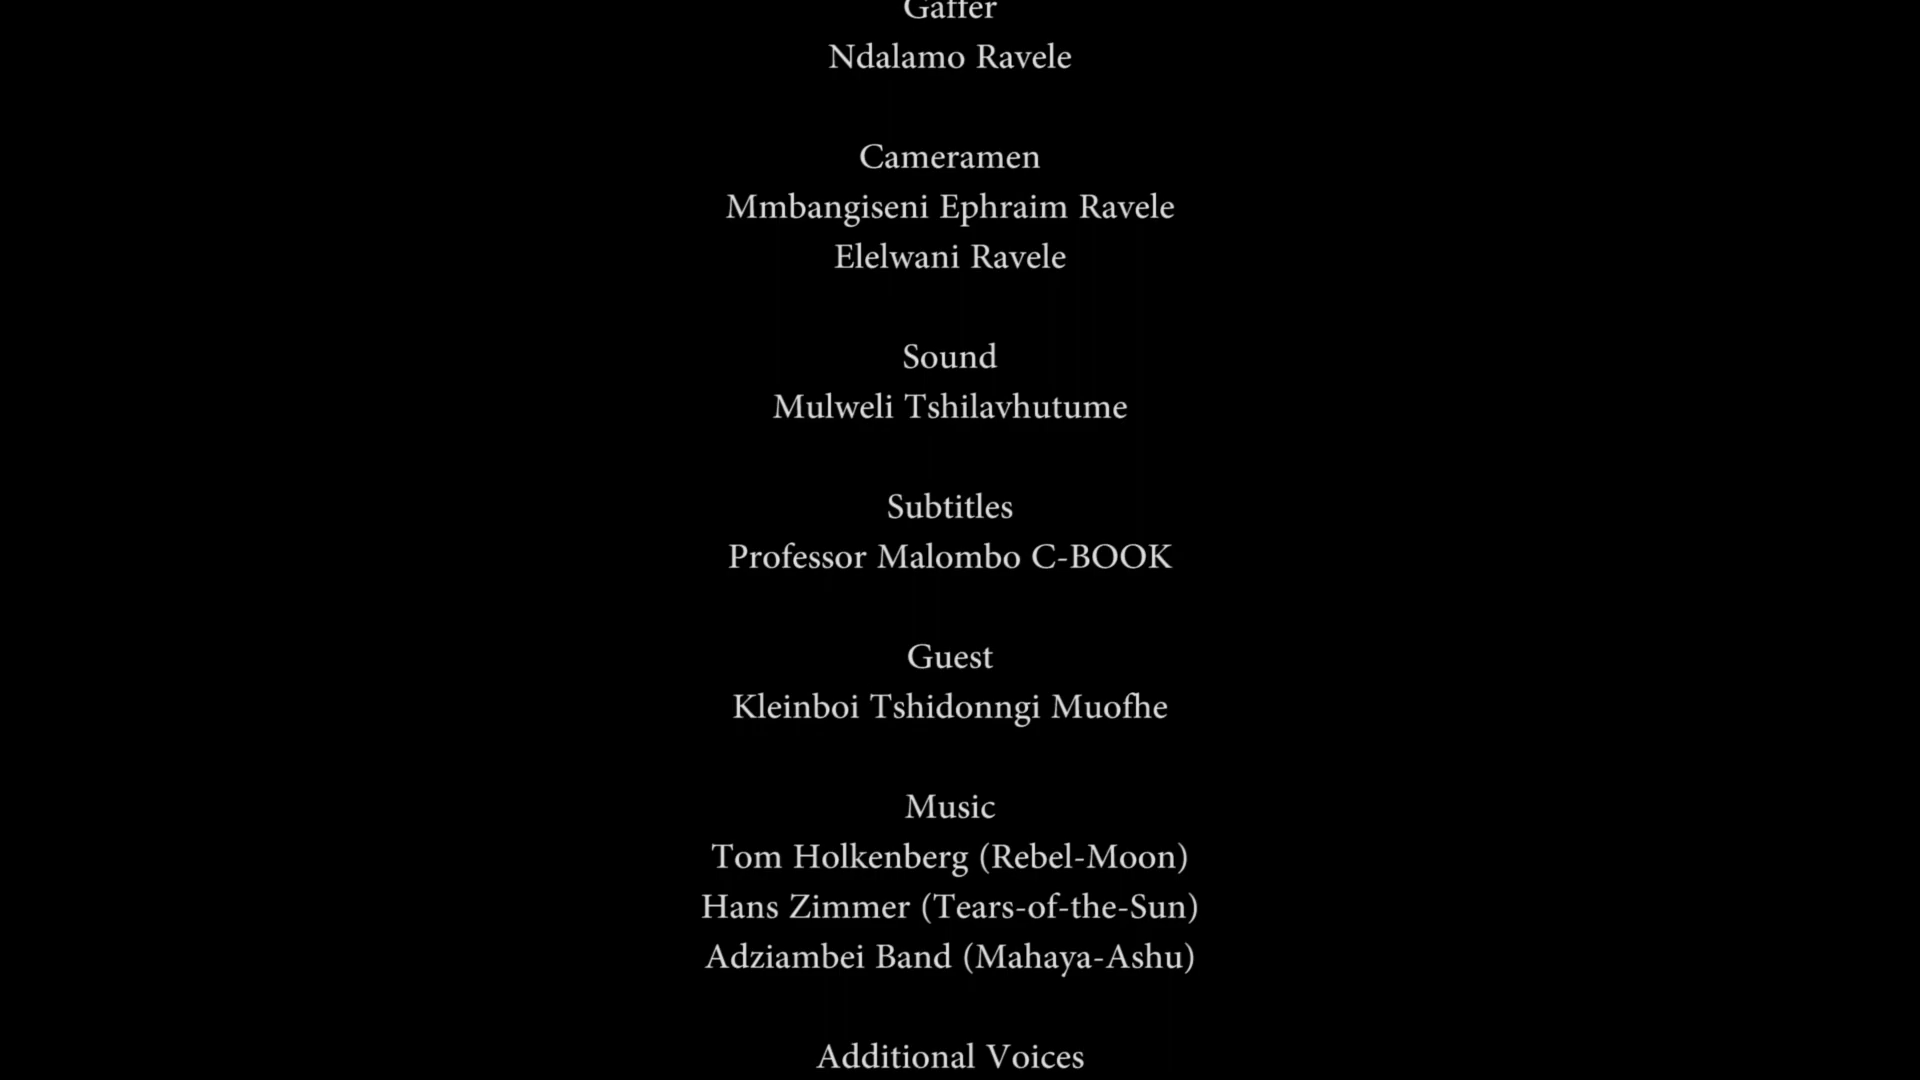 Gaffer
Ndalamo Ravele
Cameramen
Mmbangiseni Ephraim Ravele
Elelwani Ravele
Sound
Mulweli Tshilavhutume
Subtitles
Professor Malombo C-BOOK
Guest
Kleinboi Tshidonngi Muofhe
Music
Tom Holkenberg (Rebel-Moon)
Hans Zimmer (Tears-of-the-Sun)
Adziambei Band (Mahaya-Ashu)
Additional Voices